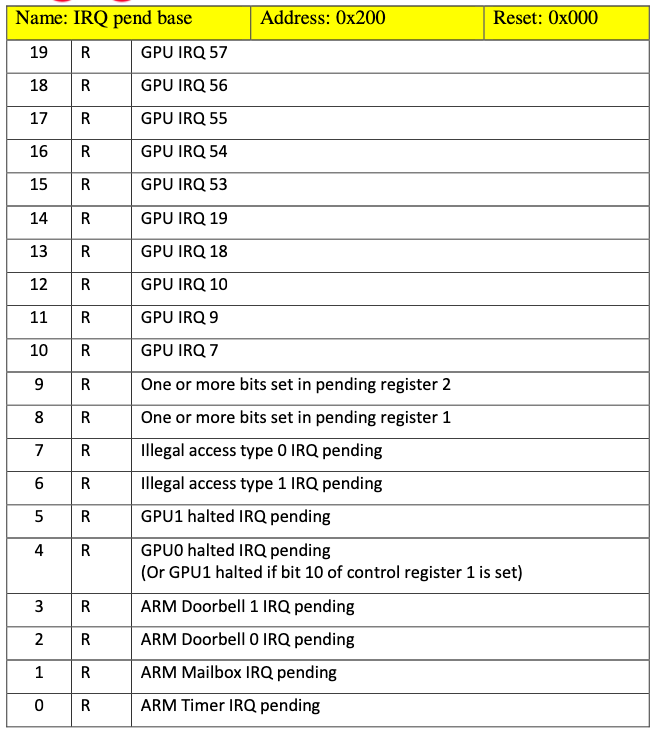 Name: IRQ pend base Address: 0x200 Reset: 0x000
19 R GPU IRQ 57
18 R GPU IRQ 56
17 R GPU IRQ 55
16 R GPU IRQ 54
15 R GPU IRQ 53
14 R GPU IRQ 19
13 R GPU IRQ 18
12 R GPU IRQ 10
11 R GPU IRQ 9
10 R GPU IRQ 7
9 R One or more bits set in pending register 2
8 R One or more bits set in pending register 1
7 R Illegal access type 0 IRQ pending
6 R Illegal access type 1 IRQ pending
5 R GPU1 halted IRQ pending
4 R GPU0 halted IRQ pending
(Or GPU1 halted if bit 10 of control register 1 is set)
3 R ARM Doorbell 1 IRQ pending
2 R ARM Doorbell 0 IRQ pending
1 R ARM Mailbox IRQ pending
0 R ARM Timer IRQ pending